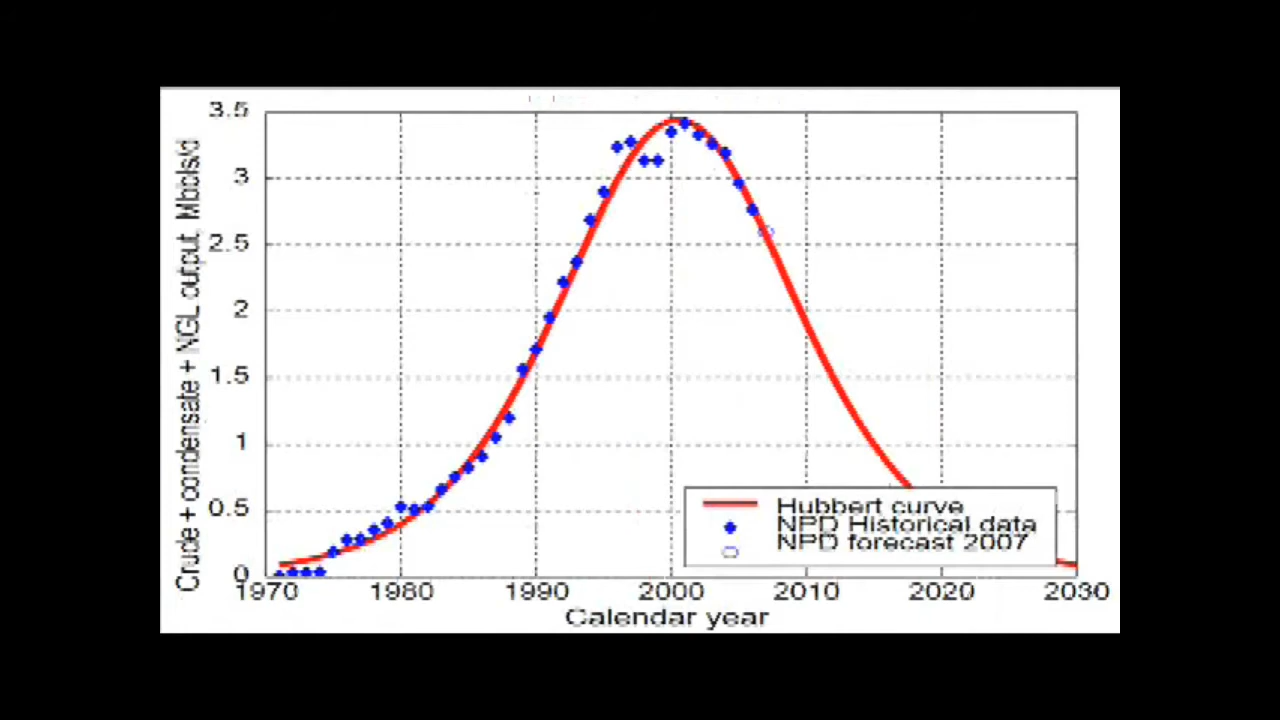 3.5
3
2.5
2
1.5
1
0.5
0
Crude + condensate + NGL output, Mbbls/d
1970 1980 1990 2000 2010 2020 2030
Calendar year
Hubbert curve
NPD Historical data
NPD forecast 2007